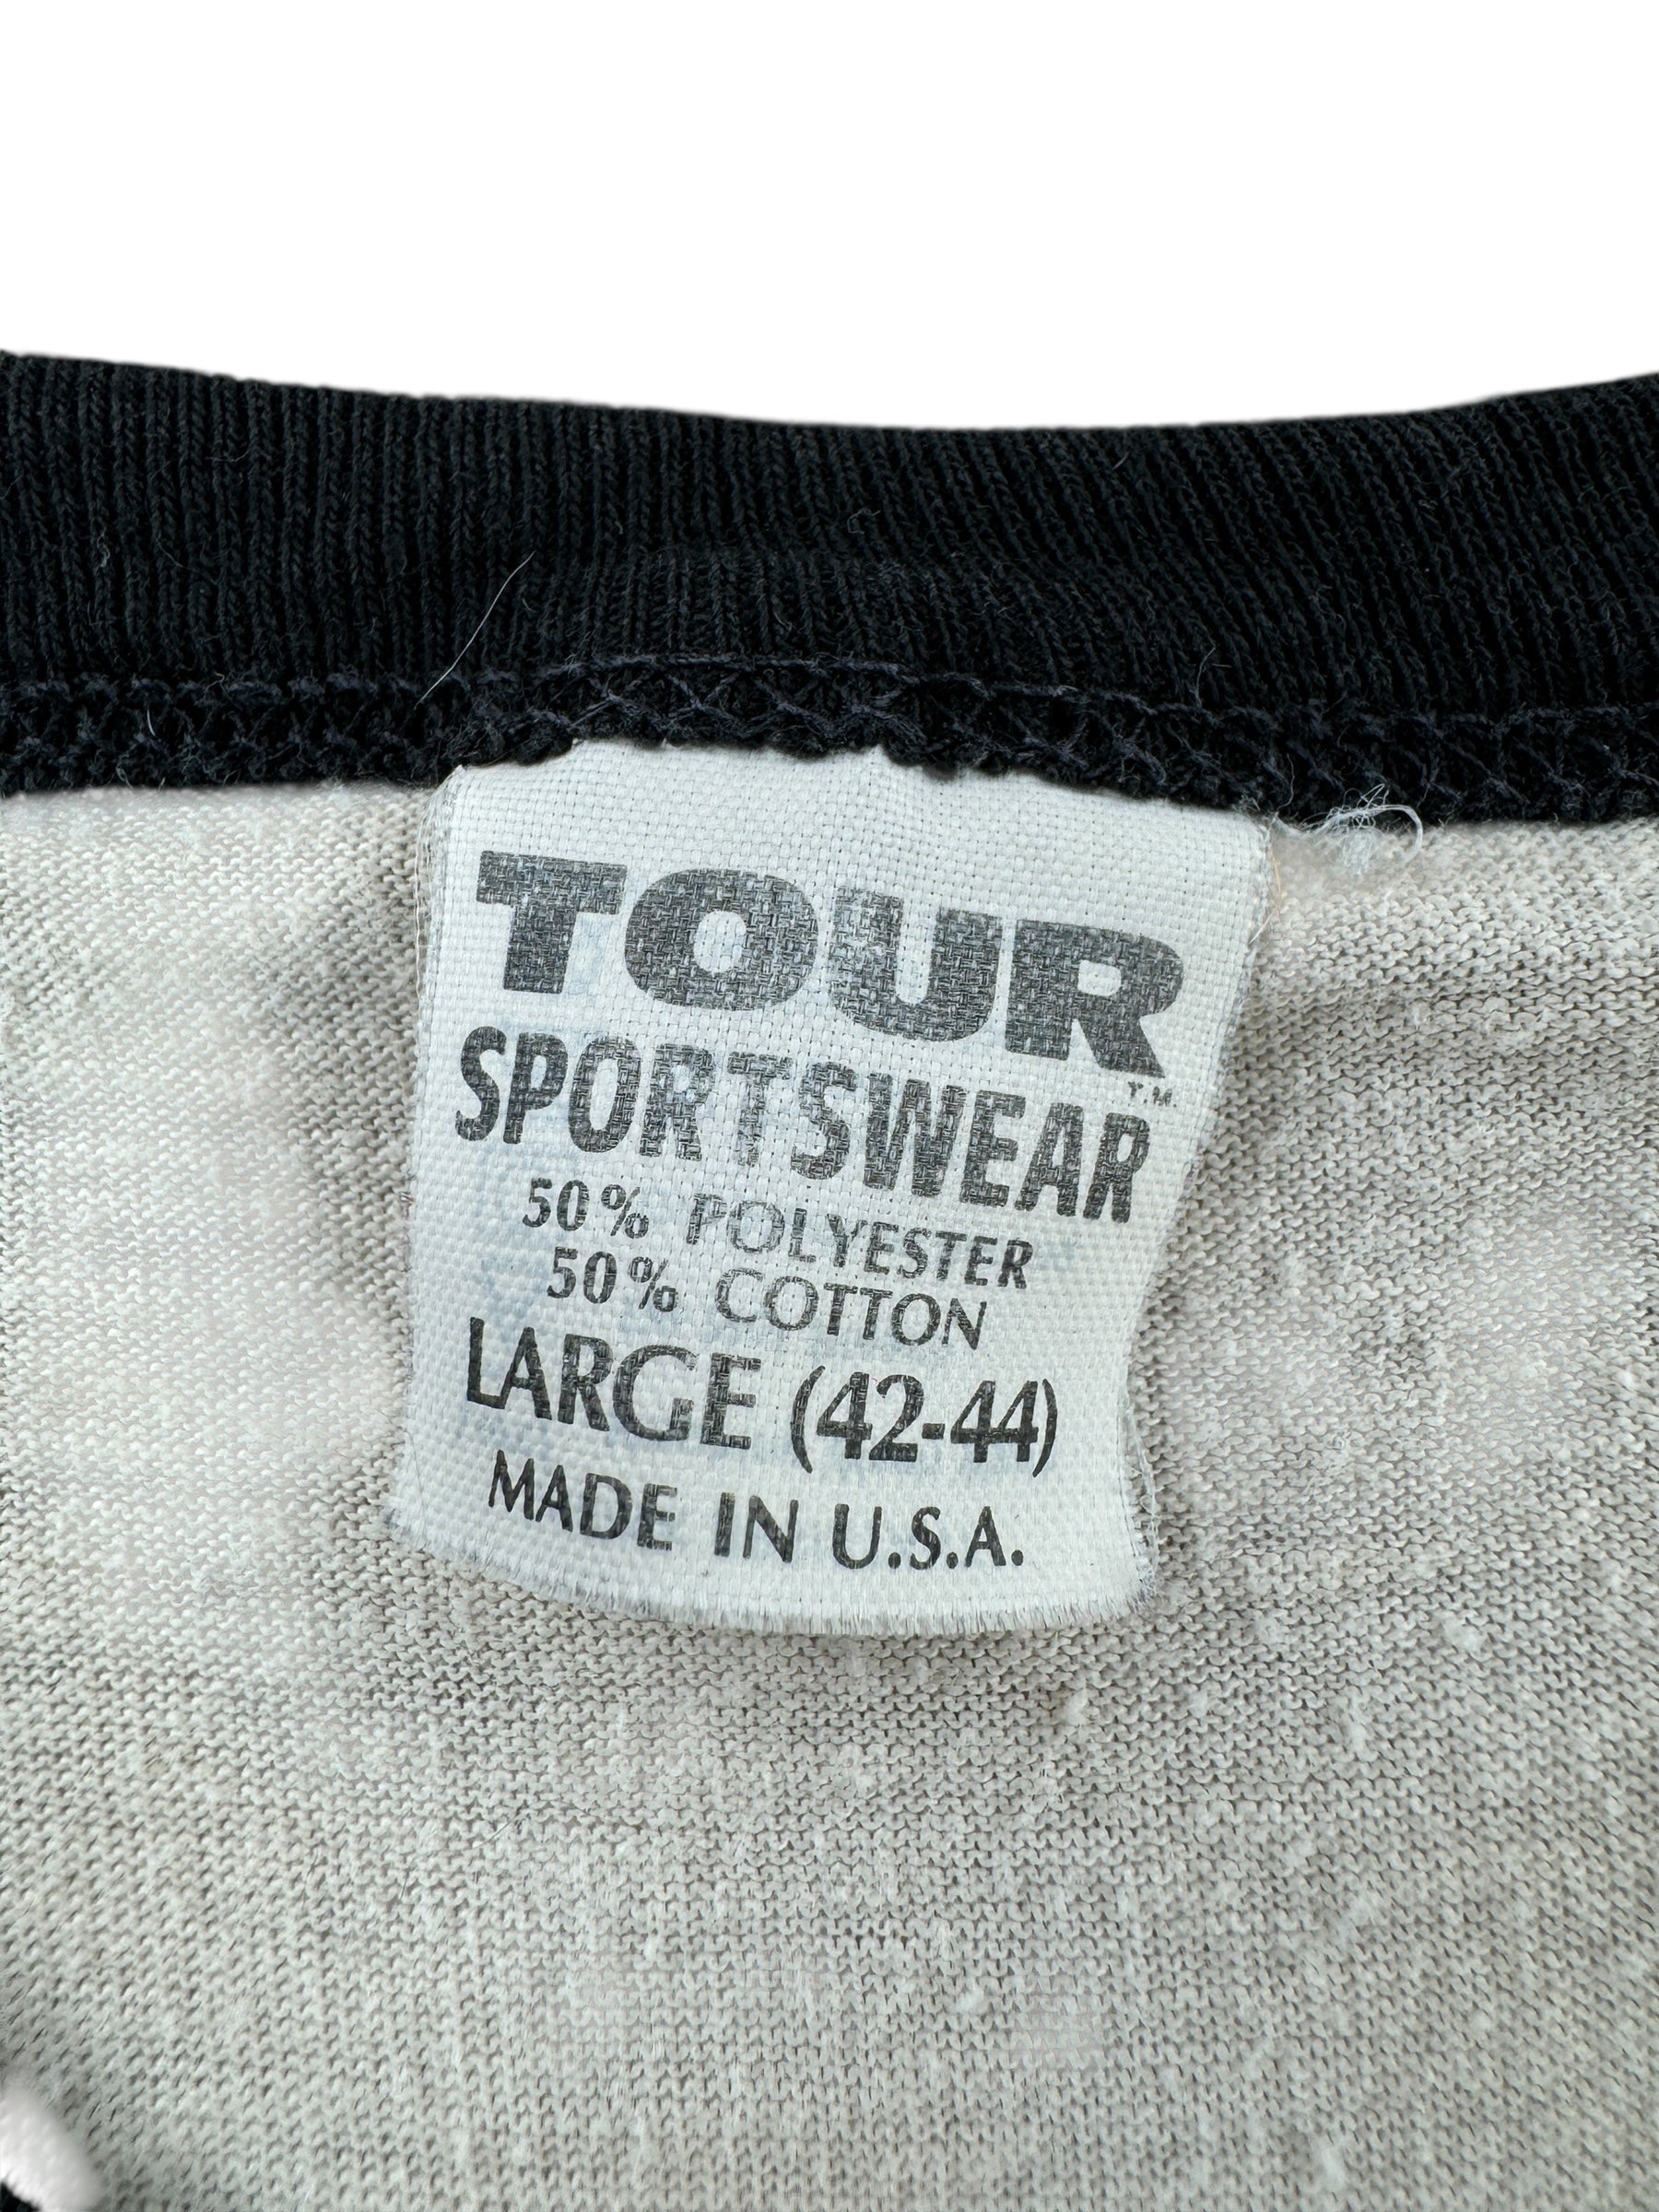 TOUR
T.M.
SPORTSWEAR
50% POLYESTER
50% COTTON
LARGE (42-44)
MADE IN U.S.A.